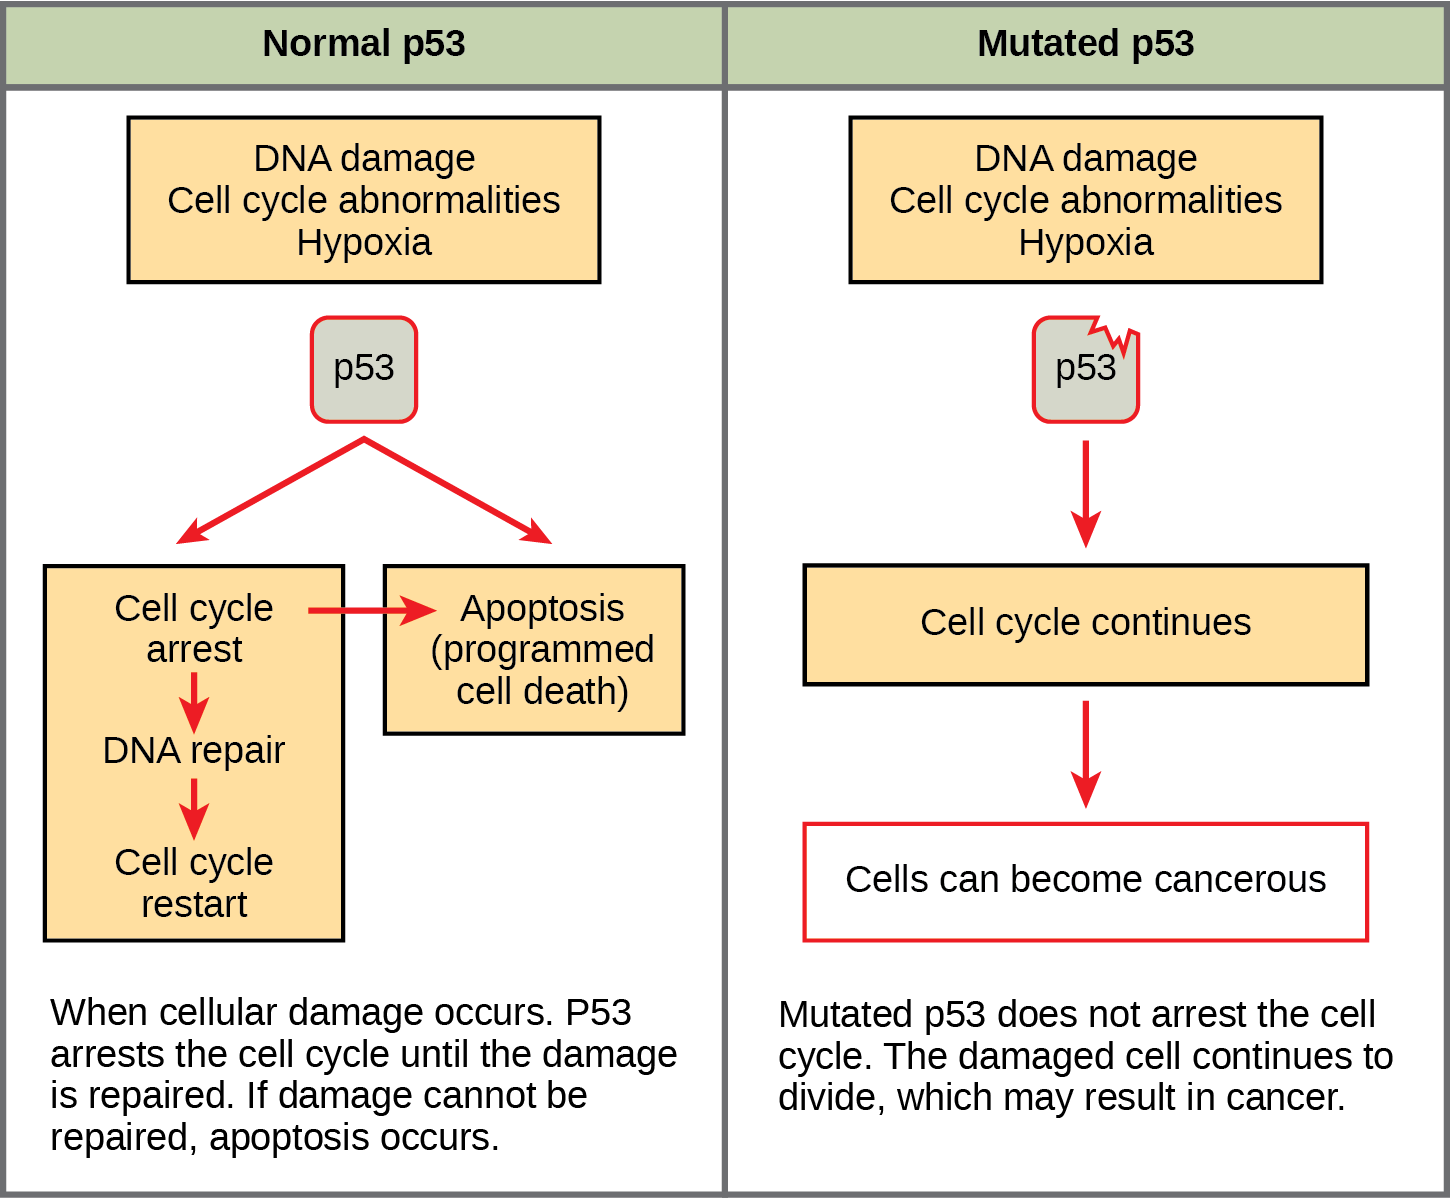 Normal p53
DNA damage
Cell cycle abnormalities
Hypoxia
p53
Cell cycle
arrest
DNA repair
Cell cycle
restart
Apoptosis
(programmed
cell death)
When cellular damage occurs. P53
arrests the cell cycle until the damage
is repaired. If damage cannot be
repaired, apoptosis occurs.
Mutated p53
DNA damage
Cell cycle abnormalities
Hypoxia
p53
Cell cycle continues
Cells can become cancerous
Mutated p53 does not arrest the cell
cycle. The damaged cell continues to
divide, which may result in cancer.